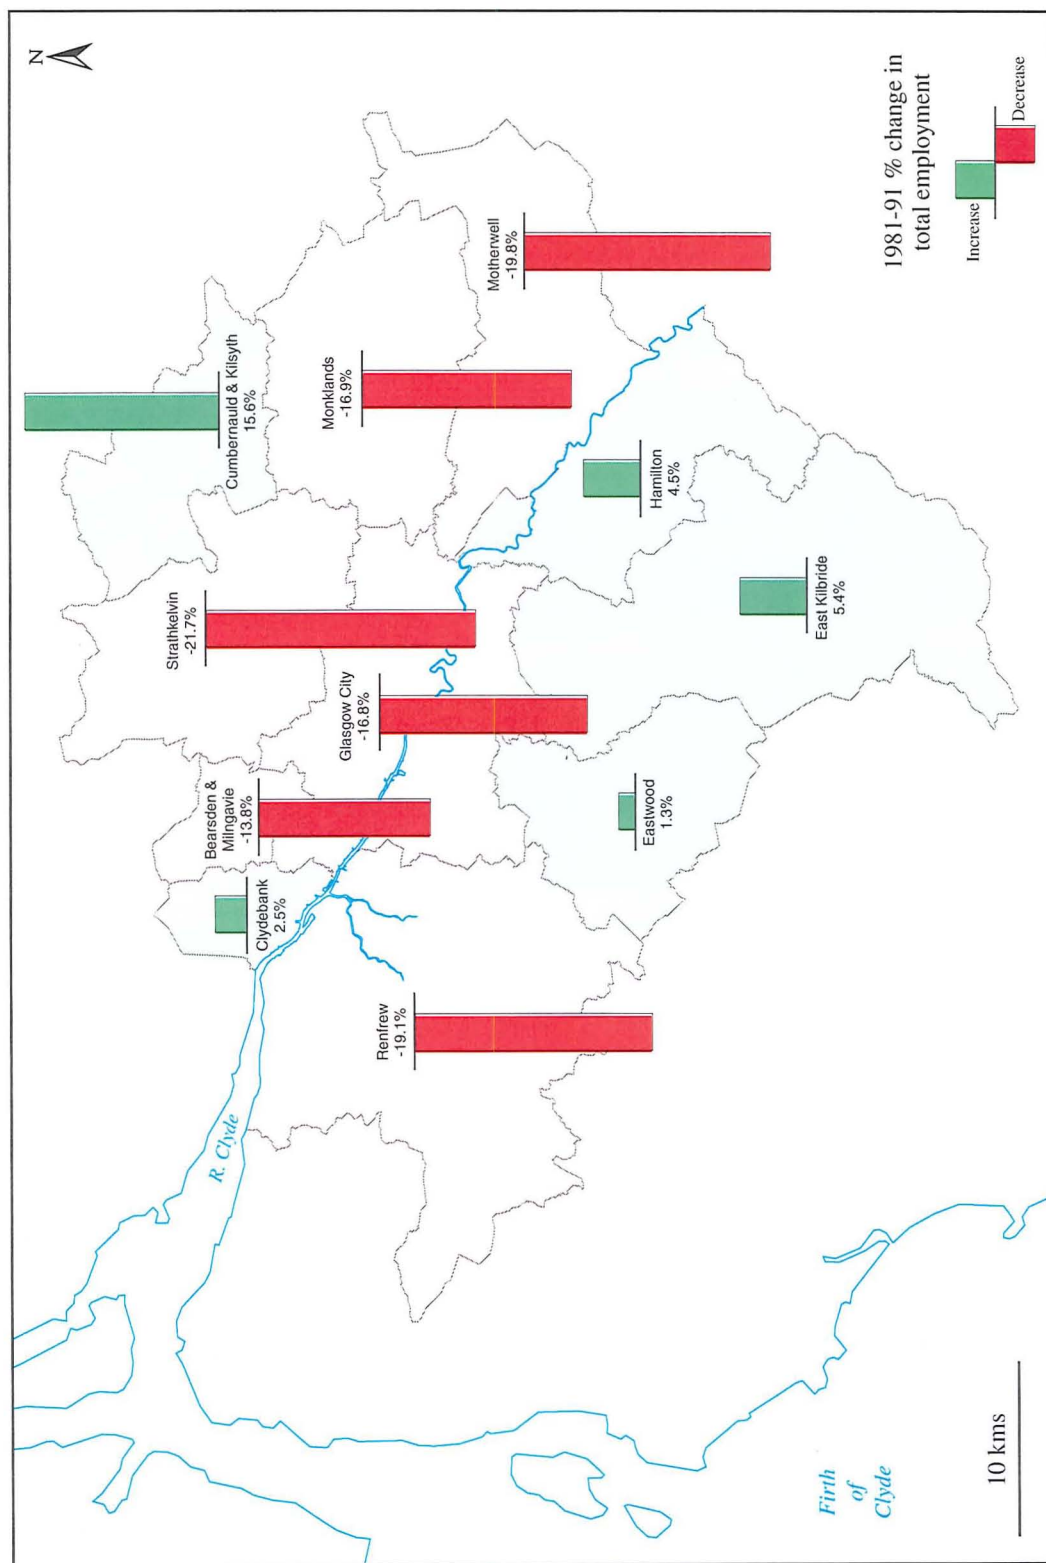 N
Cumbernauld & Kilsyth
15.6%
Strathkelvin
-21.7%
Bearsden &
Milngavie
-13.8%
Clydebank
2.5%
R. Clyde
Monklands
-16.9%
Glasgow City
-16.8%
Renfrew
-19.1%
Motherwell
-19.8%
Hamilton
4.5%
Eastwood
1.3%
East Kilbride
5.4%
Firth
of
Clyde
10 kms
1981-91 % change in
total employment
Increase
Decrease